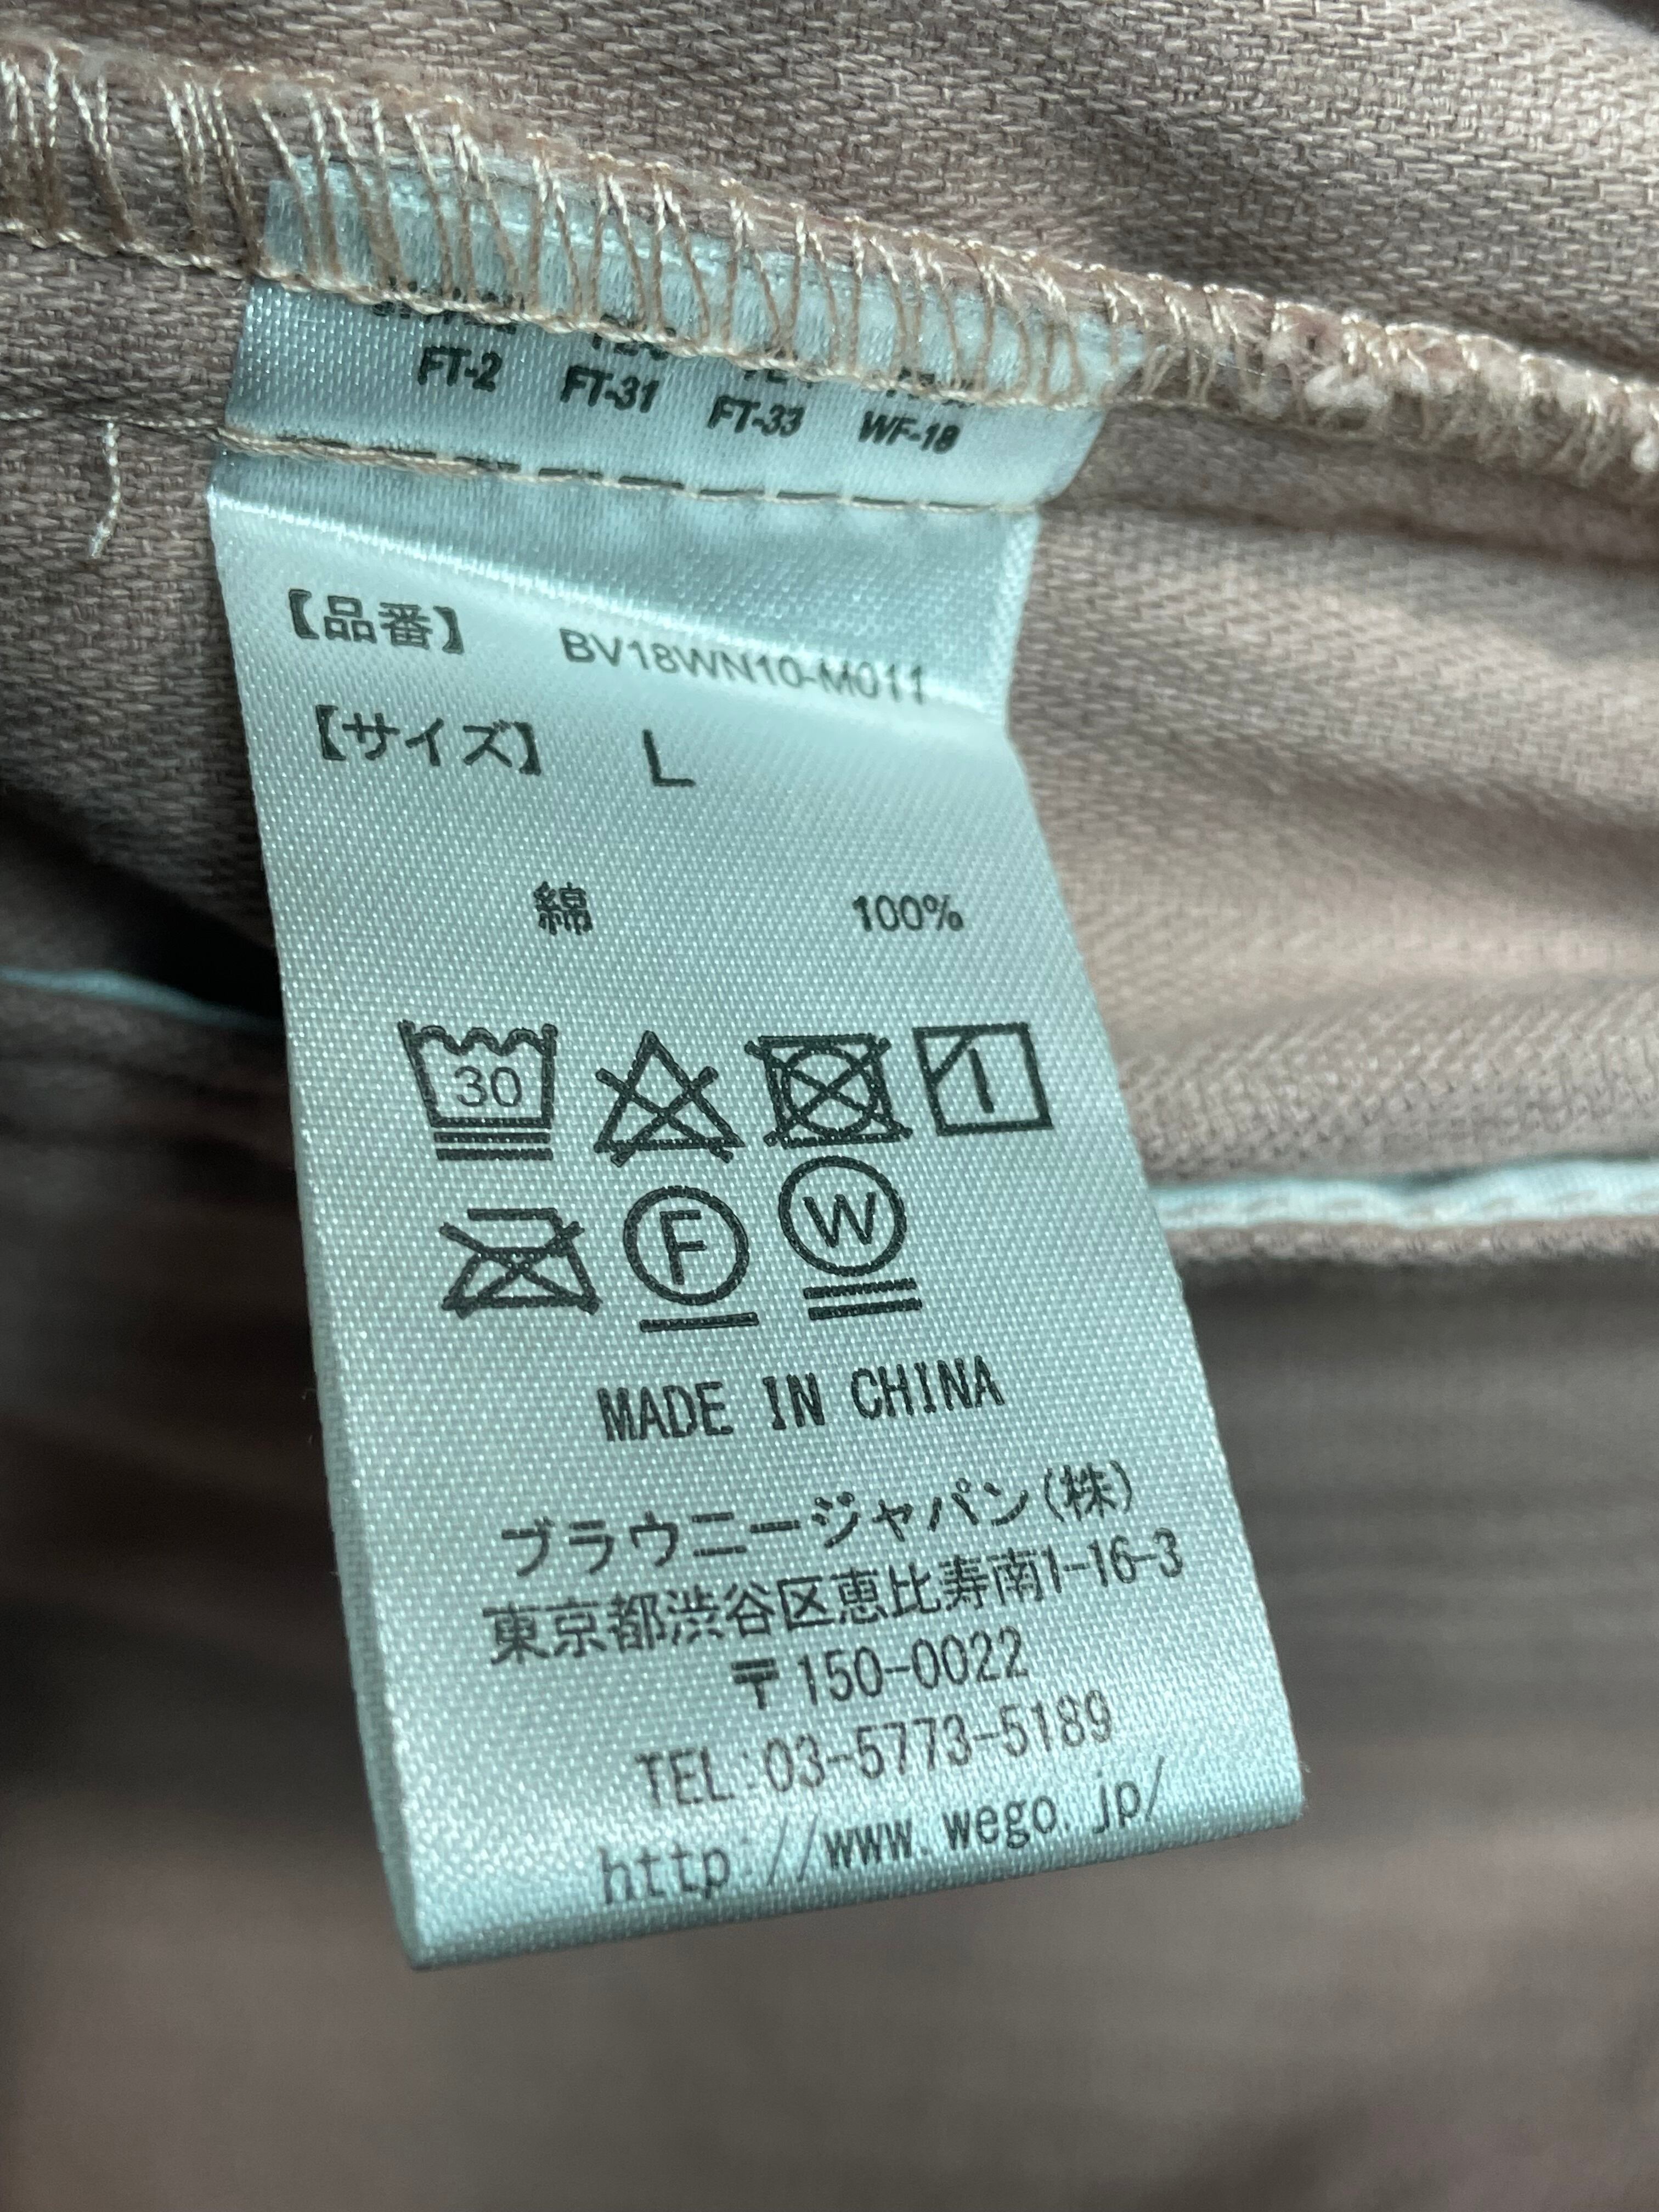 FT-2 FT-31 FT-33 WF-18
【品番】 BV18WN10-M011
【サイズ】 L
綿 100%
30
F W
MADE IN CHINA
ブラウニージャパン(株)
東京都渋谷区恵比寿南1-16-3
〒150-0022
TEL:03-5773-5189
http://www.wego.jp/